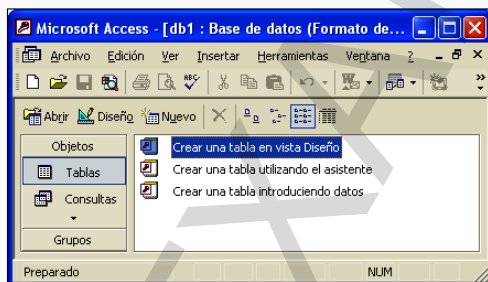 Microsoft Access - [db1 : Base de datos (Formato de...
Archivo Edición Ver Insertar Herramientas Ventana ?
Abrir Diseño Nuevo
Objetos
Crear una tabla en vista Diseño
Tablas
Crear una tabla utilizando el asistente
Consultas
Crear una tabla introduciendo datos
Grupos
Preparado NUM